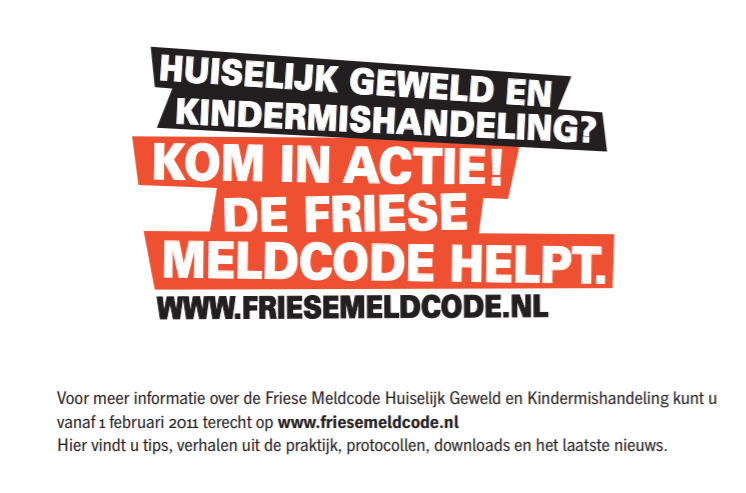 HUISELIJK GEWELD EN
KINDERMISHANDELING?
KOM IN ACTIE!
DE FRIESE
MELDCODE HELPT.
WWW.FRIESEMELDCODE.NL
Voor meer informatie over de Friese Meldcode Huiselijk Geweld en Kindermishandeling kunt u
vanaf 1 februari 2011 terecht op www.friesemeldcode.nl
Hier vindt u tips, verhalen uit de praktijk, protocollen, downloads en het laatste nieuws.